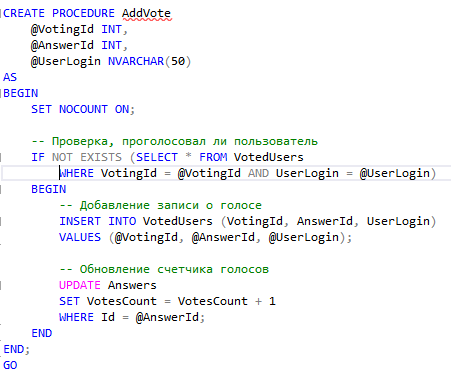 CREATE PROCEDURE AddVote
    @VotingId INT,
    @AnswerId INT,
    @UserLogin NVARCHAR(50)
AS
BEGIN
    SET NOCOUNT ON;

    -- Проверка, проголосовал ли пользователь
    IF NOT EXISTS (SELECT * FROM VotedUsers
        WHERE VotingId = @VotingId AND UserLogin = @UserLogin)
    BEGIN
        -- Добавление записи о голосе
        INSERT INTO VotedUsers (VotingId, AnswerId, UserLogin)
        VALUES (@VotingId, @AnswerId, @UserLogin);

        -- Обновление счетчика голосов
        UPDATE Answers
        SET VotesCount = VotesCount + 1
        WHERE Id = @AnswerId;
    END
END;
GO